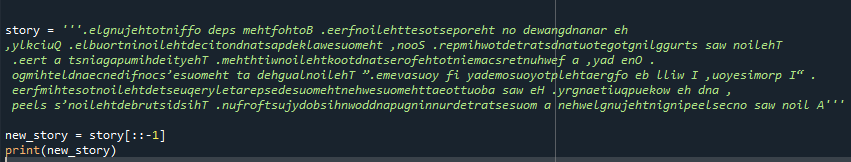 story = '''.elgnujehtotniffo deps mehtfohtoB .eerfnoilehttesotseporeht no dewangdnanar eh
,ylkciuQ .elbuortninoilehtdecitondnatsapdeklawesuomeht ,nooS .repmihwotdetratsdnatuotegotgnilggurts saw noilehT
.eert a tsniagapumihdeityehT .mehthtiwnoilehtkootdnatserofehtotniemacsretnuhwef a ,yad enO .
ogmihteldnaecnedifnocs’esuomeht ta dehgualnoilehT ”.emevasuoy fi yademosuoyotplehtaergfo eb lliw I ,uoyesimorp I“ .
eerfmihtesotnoilehtdetseuqeryletarepsedesuomehtnehwesuomehttaeottuoba saw eH .yrgnaetiuqpuekow eh dna ,
peels s’noilehtdebrutsidsihT .nufroftsujydobsihnwoddnapugninnurdetratsesuom a nehwelgnujehtnignipeelsecno saw noil A'''
new_story = story[::-1]
print(new_story)